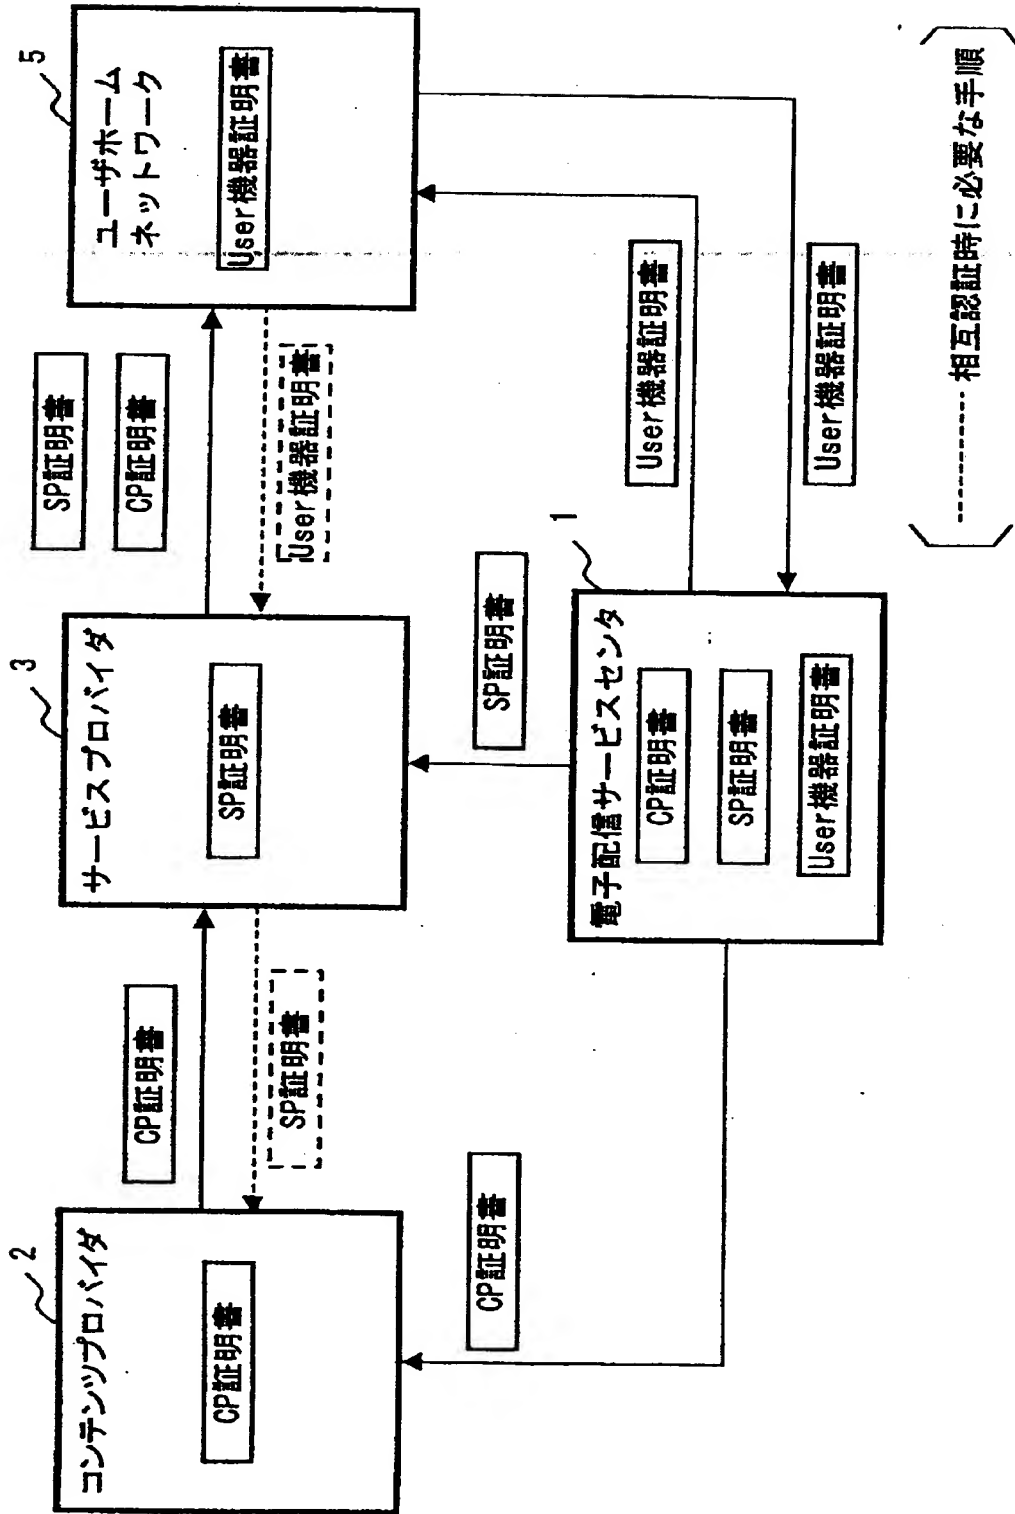 コンテンツプロバイダ
2
CP証明書
CP証明書
SP証明書
サービスプロバイダ
3
SP証明書
SP証明書
CP証明書
User機器証明書
ユーザホーム
ネットワーク
5
User機器証明書
CP証明書
SP証明書
電子配信サービスセンタ
1
CP証明書
SP証明書
User機器証明書
User機器証明書
User機器証明書
相互認証時に必要な手順